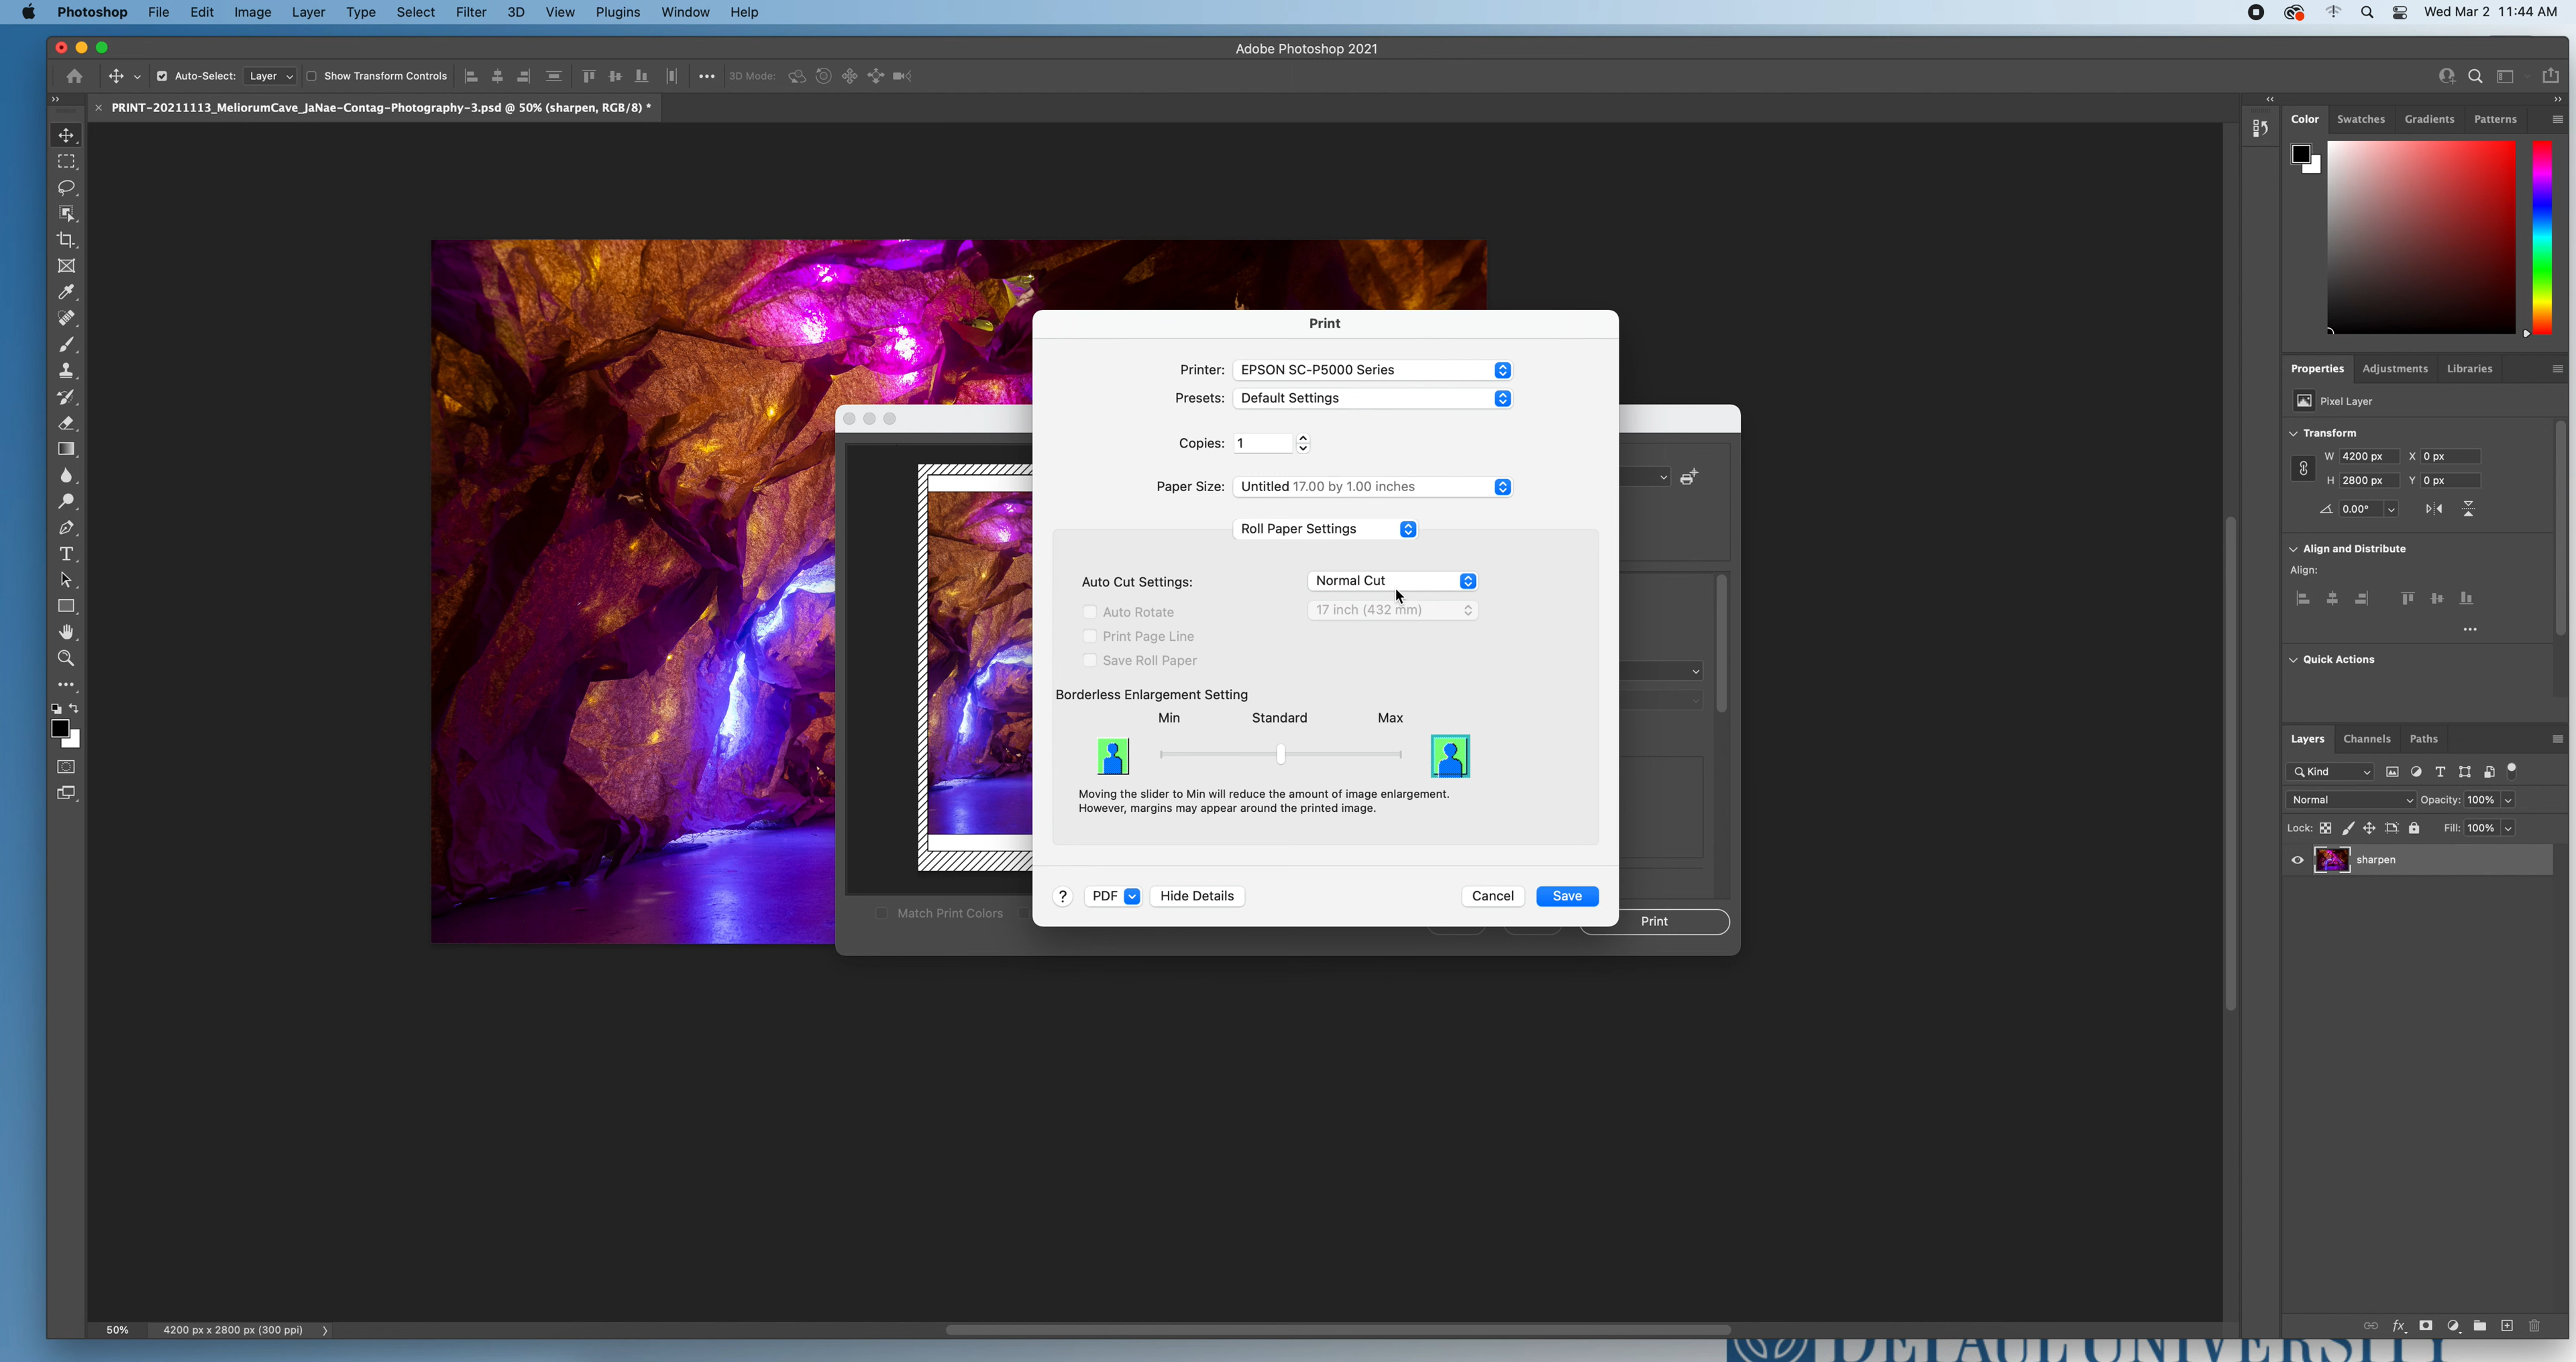 Photoshop File Edit Image Layer Type Select Filter 3D View Plugins Window Help Wed Mar 2 11:44 AM
Adobe Photoshop 2021
Auto-Select: Layer Show Transform Controls 3D Mode:
PRINT-20211113_MeliorumCave_JaNae-Contag-Photography-3.psd @ 50% (sharpen, RGB/8) *
Color Swatches Gradients Patterns
Print
Printer: EPSON SC-P5000 Series
Presets: Default Settings
Copies: 1
Paper Size: Untitled 17.00 by 1.00 inches
Roll Paper Settings
Auto Cut Settings: Normal Cut
Auto Rotate 17 inch (432 mm)
Print Page Line
Save Roll Paper
Borderless Enlargement Setting
Min Standard Max
Moving the slider to Min will reduce the amount of image enlargement.
However, margins may appear around the printed image.
? PDF Hide Details Cancel Save
Match Print Colors
Print
Properties Adjustments Libraries
Pixel Layer
Transform
W 4200 px X 0 px
H 2800 px Y 0 px
0.00°
Align and Distribute
Align:
Quick Actions
Layers Channels Paths
Kind
Normal Opacity: 100%
Lock: Fill: 100%
sharpen
50% 4200 px x 2800 px (300 ppi)
DEPAUL UNIVERSITY